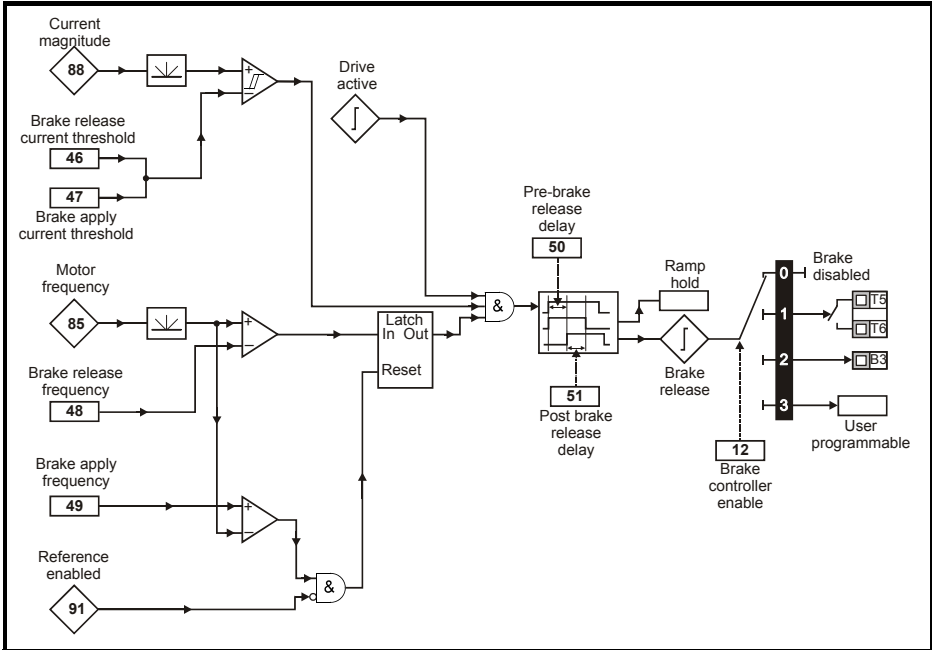 Current
magnitude
88
+
−
Drive
active
Brake release
current threshold
46
47
Brake apply
current threshold
Pre-brake
release
delay
50
Motor
frequency
85
+
−
Latch
In Out
Reset
&
Ramp
hold
Brake
release
0
Brake
disabled
1
T5
T6
2
B3
3
User
programmable
Brake release
frequency
48
51
Post brake
release
delay
12
Brake
controller
enable
Brake apply
frequency
49
+
−
Reference
enabled
91
&